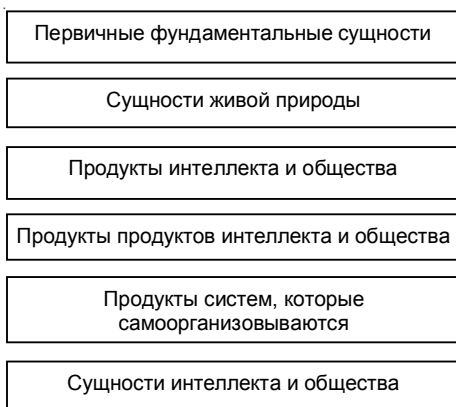 Первичные фундаментальные сущности
Сущности живой природы
Продукты интеллекта и общества
Продукты продуктов интеллекта и общества
Продукты систем, которые
самоорганизовываются
Сущности интеллекта и общества